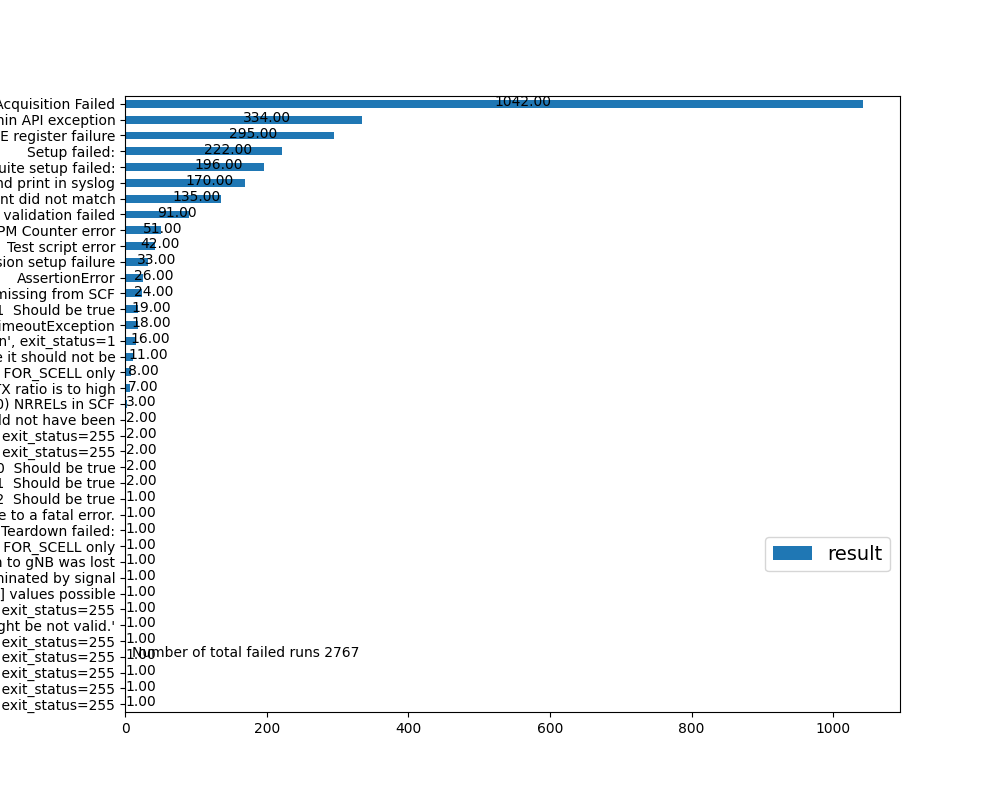 Acquisition Failed 1042.00
min API exception 334.00
E register failure 295.00
Setup failed: 222.00
uite setup failed: 196.00
nd print in syslog 170.00
nt did not match 135.00
validation failed 91.00
PM Counter error 51.00
Test script error 42.00
sion setup failure 33.00
AssertionError 26.00
missing from SCF 24.00
1 Should be true 19.00
imeoutException 18.00
n', exit_status=1 16.00
e it should not be 11.00
FOR_SCELL only 8.00
TX ratio is to high 7.00
0) NRRELs in SCF 3.00
ld not have been 2.00
exit_status=255 2.00
exit_status=255 2.00
0 Should be true 2.00
1 Should be true 2.00
2 Should be true 1.00
e to a fatal error. 1.00
Teardown failed: 1.00
FOR_SCELL only 1.00
n to gNB was lost 1.00
minated by signal 1.00
] values possible 1.00
exit_status=255 1.00
ght be not valid.' 1.00
exit_status=255 1.00
exit_status=255 1.00
Number of total failed runs 2767
exit_status=255 1.00
exit_status=255 1.00
exit_status=255 1.00
result
0 200 400 600 800 1000